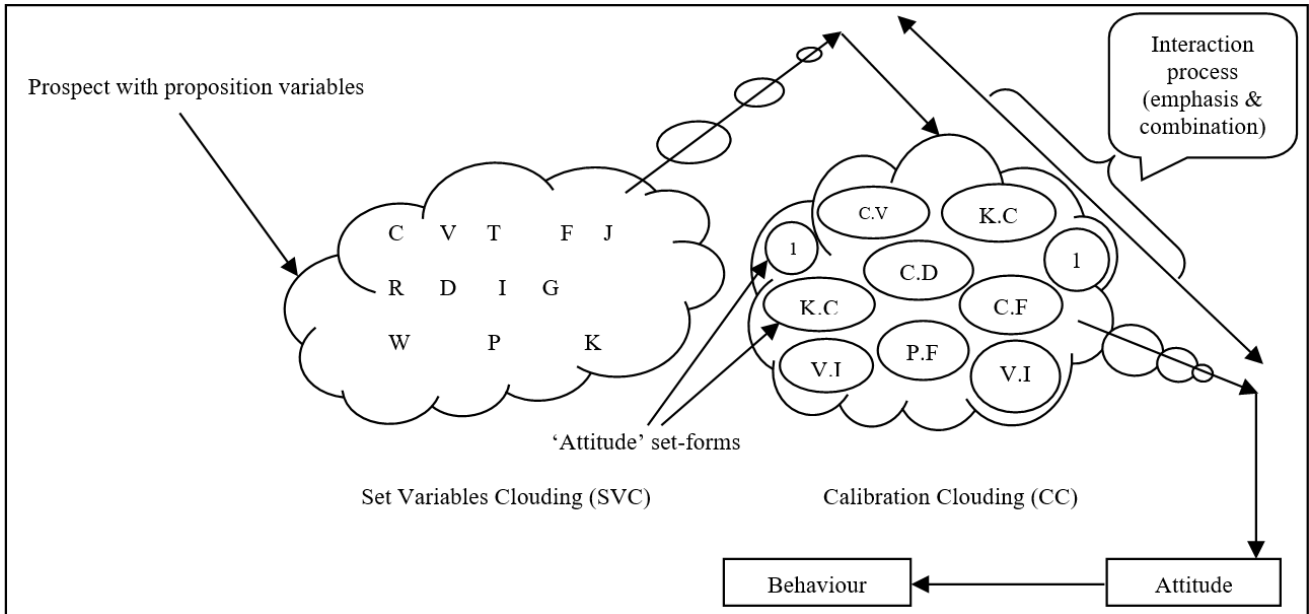 Prospect with proposition variables
Interaction
process
(emphasis &
combination)
C V T F J
R D I G
W P K
C.V K.C
1 C.D 1
K.C C.F
V.I P.F V.I
‘Attitude’ set-forms
Set Variables Clouding (SVC)
Calibration Clouding (CC)
Behaviour
Attitude